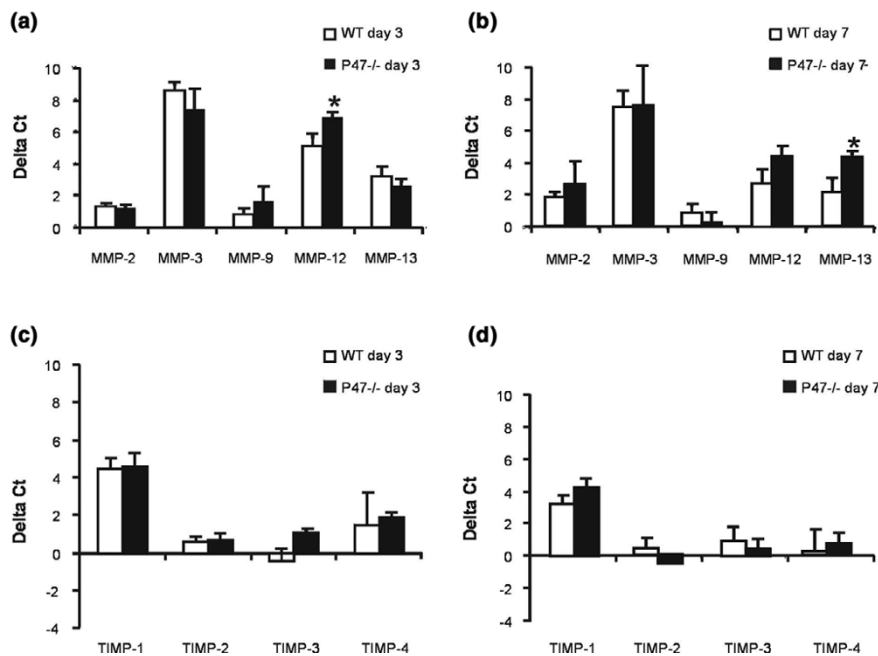 (a)
WT day 3
P47-/- day 3
Delta Ct
10
8
6
4
2
0
*
MMP-2 MMP-3 MMP-9 MMP-12 MMP-13
(b)
WT day 7
P47-/- day 7-
Delta Ct
10
8
6
4
2
0
*
MMP-2 MMP-3 MMP-9 MMP-12 MMP-13
(c)
WT day 3
P47-/- day 3
Delta Ct
10
8
6
4
2
0
-2
-4
TIMP-1 TIMP-2 TIMP-3 TIMP-4
(d)
WT day 7
P47-/- day 7
Delta Ct
10
8
6
4
2
0
-2
-4
TIMP-1 TIMP-2 TIMP-3 TIMP-4